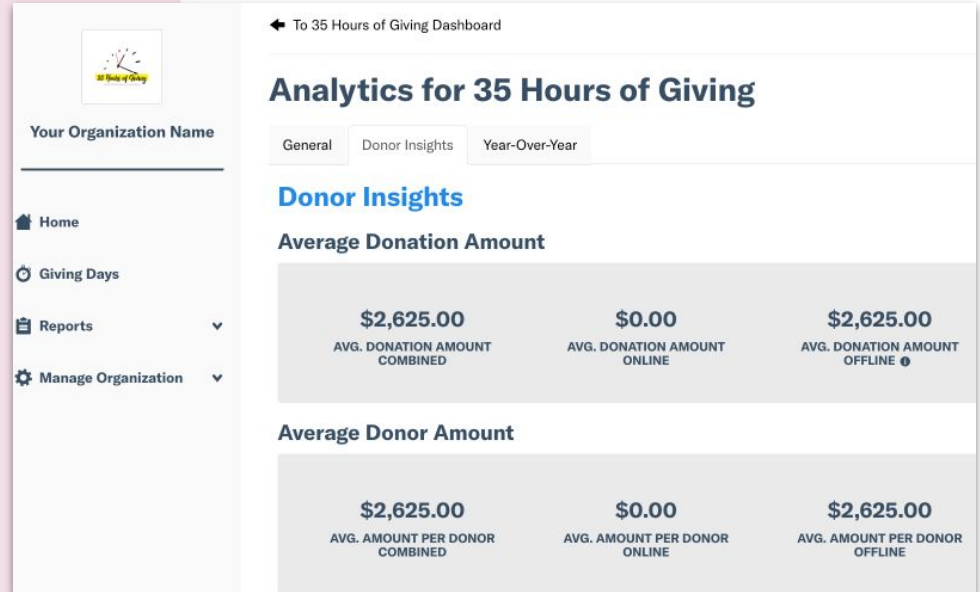 To 35 Hours of Giving Dashboard
35 Hours of Giving
Your Organization Name
Home
Giving Days
Reports
Manage Organization
Analytics for 35 Hours of Giving
General
Donor Insights
Year-Over-Year
Donor Insights
Average Donation Amount
$2,625.00
AVG. DONATION AMOUNT
COMBINED
$0.00
AVG. DONATION AMOUNT
ONLINE
$2,625.00
AVG. DONATION AMOUNT
OFFLINE
Average Donor Amount
$2,625.00
AVG. AMOUNT PER DONOR
COMBINED
$0.00
AVG. AMOUNT PER DONOR
ONLINE
$2,625.00
AVG. AMOUNT PER DONOR
OFFLINE